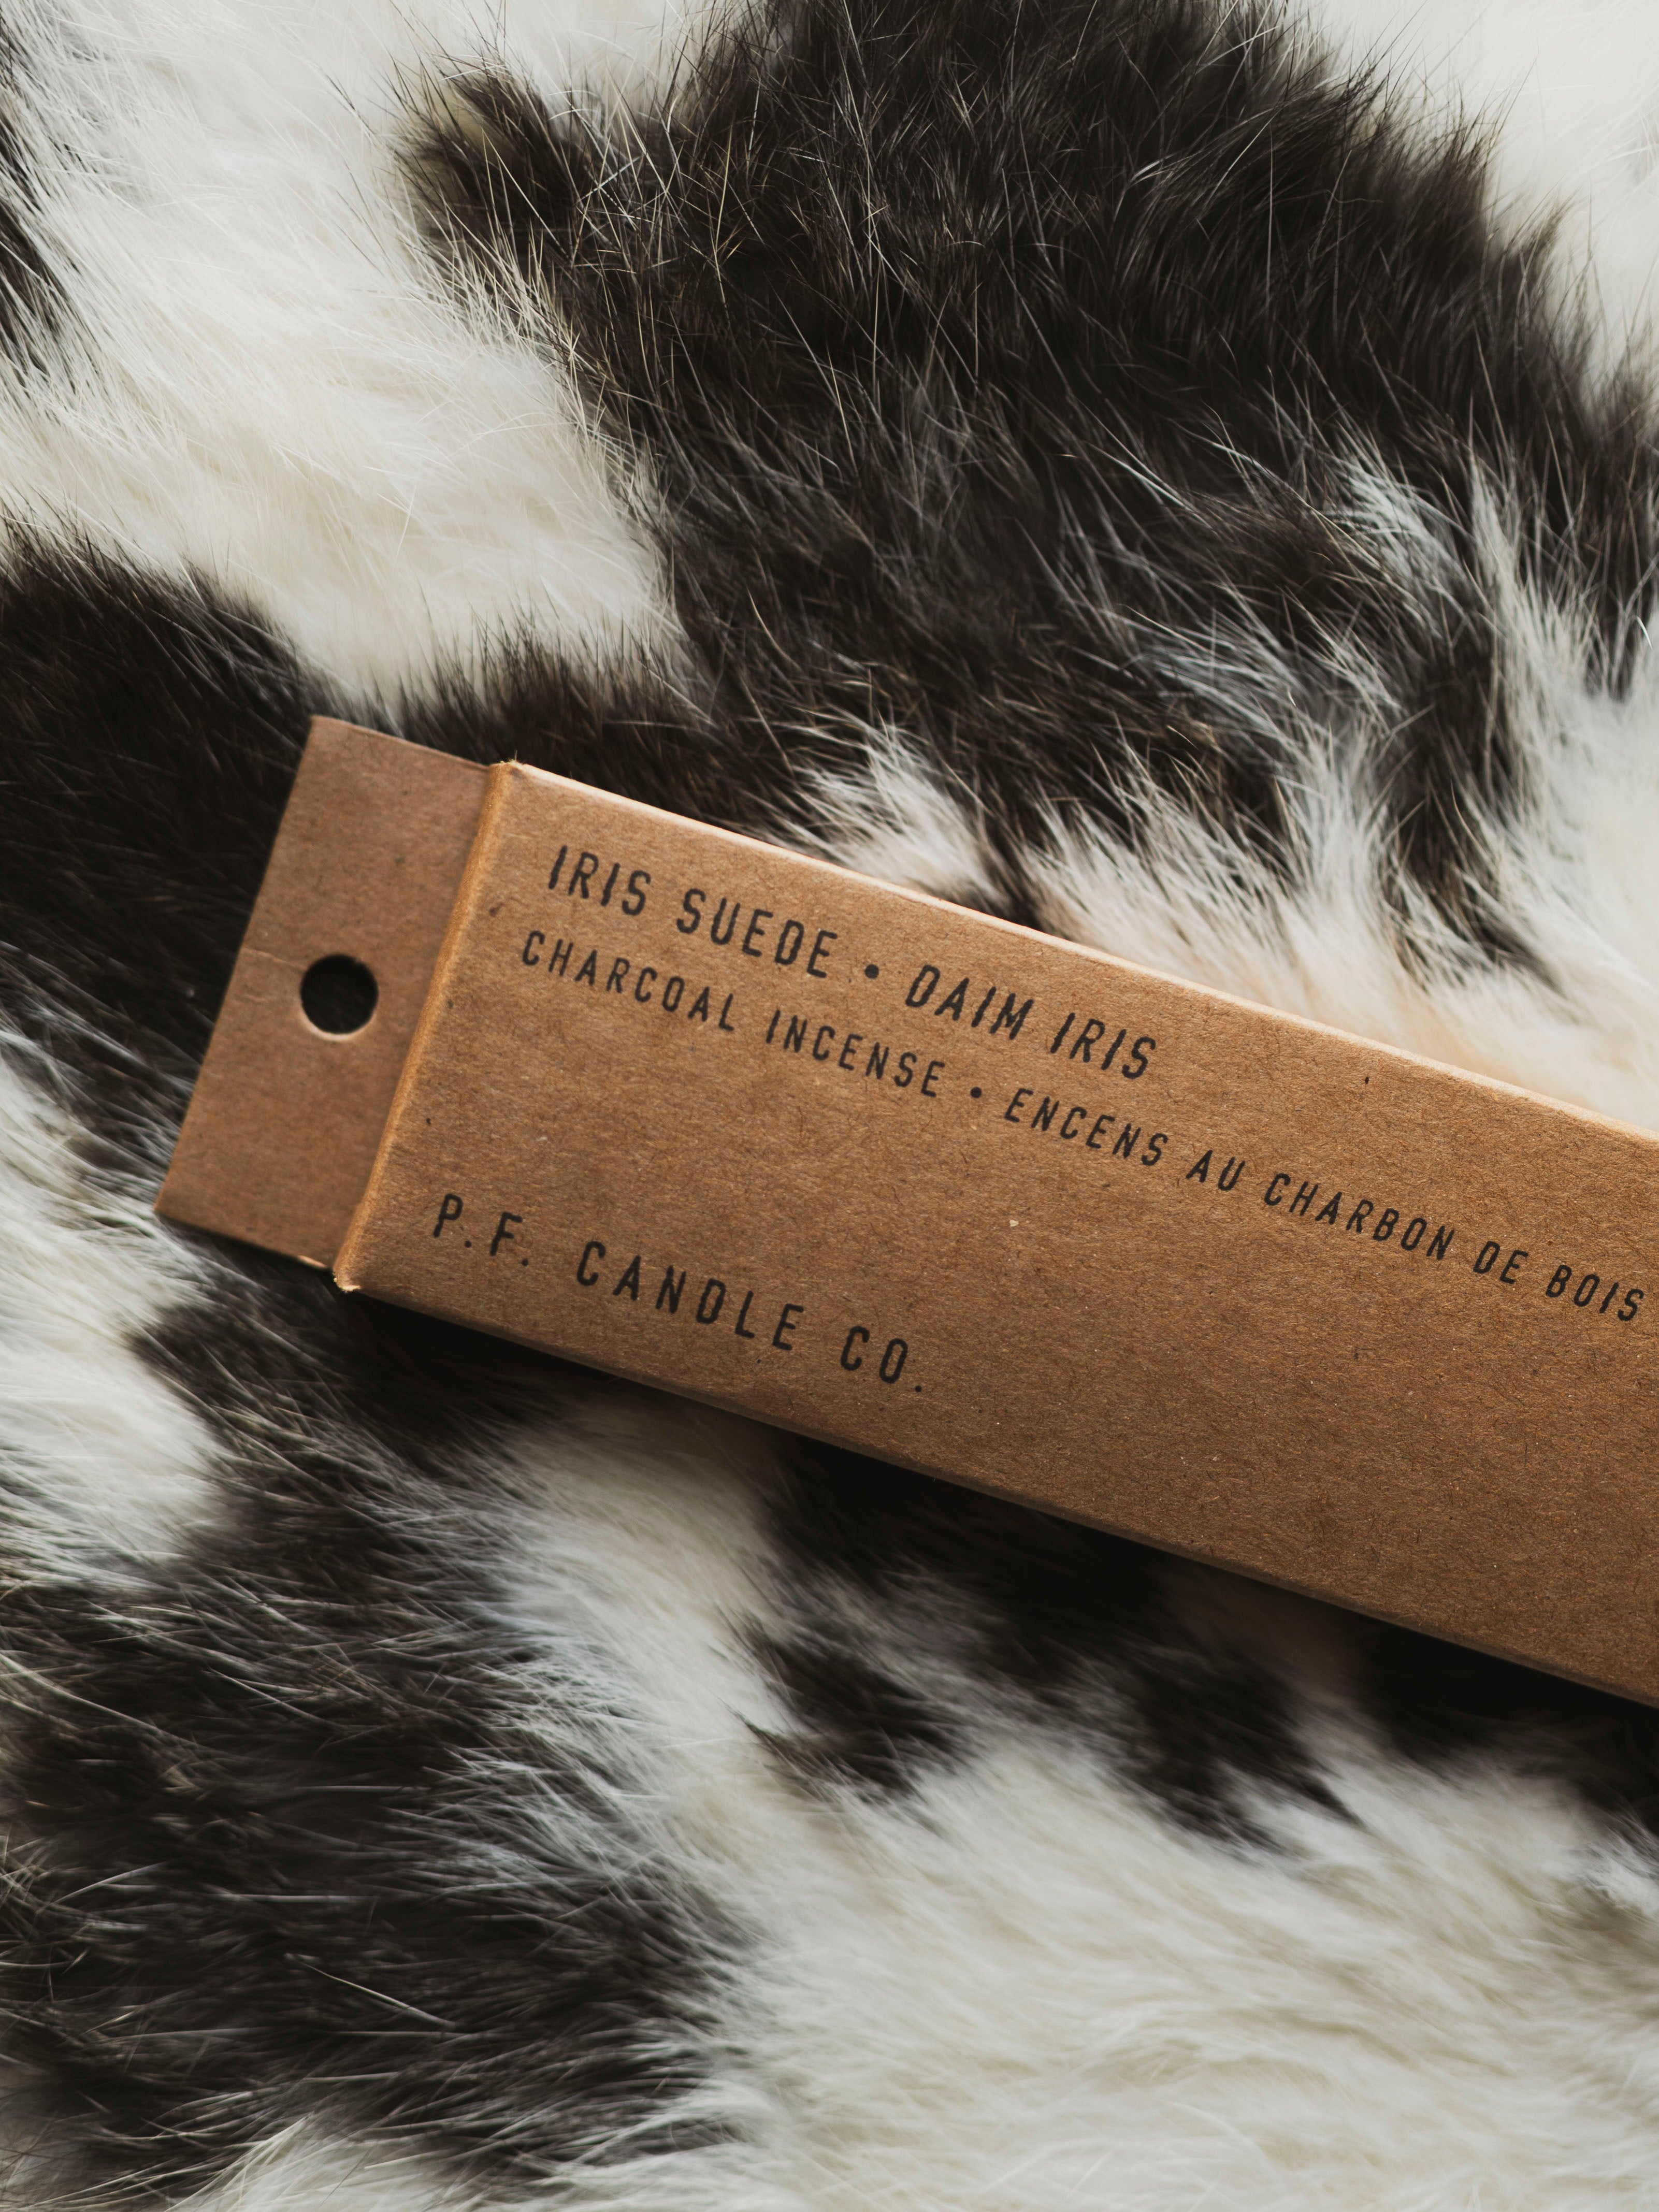 IRIS SUEDE • DAIM IRIS
CHARCOAL INCENSE • ENCENS AU CHARBON DE BOIS
P.F. CANDLE CO.